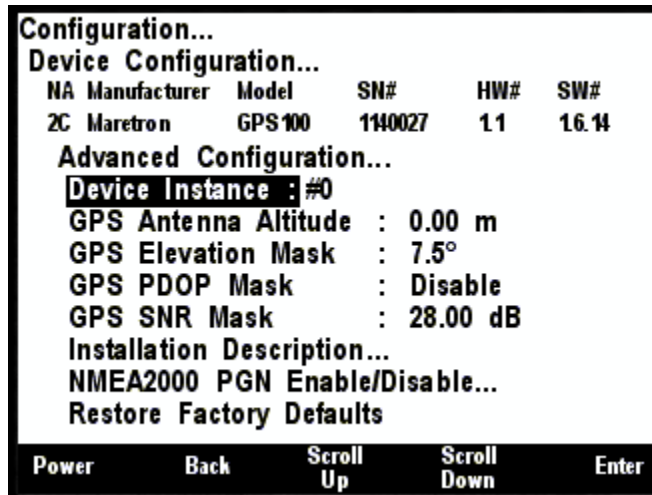 Configuration...
Device Configuration...
NA Manufacturer Model SN# HW# SW#
2C Maretron GPS100 1140027 1.1 1.6.14
Advanced Configuration...
Device Instance : #0
GPS Antenna Altitude : 0.00 m
GPS Elevation Mask : 7.5°
GPS PDOP Mask : Disable
GPS SNR Mask : 28.00 dB
Installation Description...
NMEA2000 PGN Enable/Disable...
Restore Factory Defaults
Power Back Scroll Up Scroll Down Enter